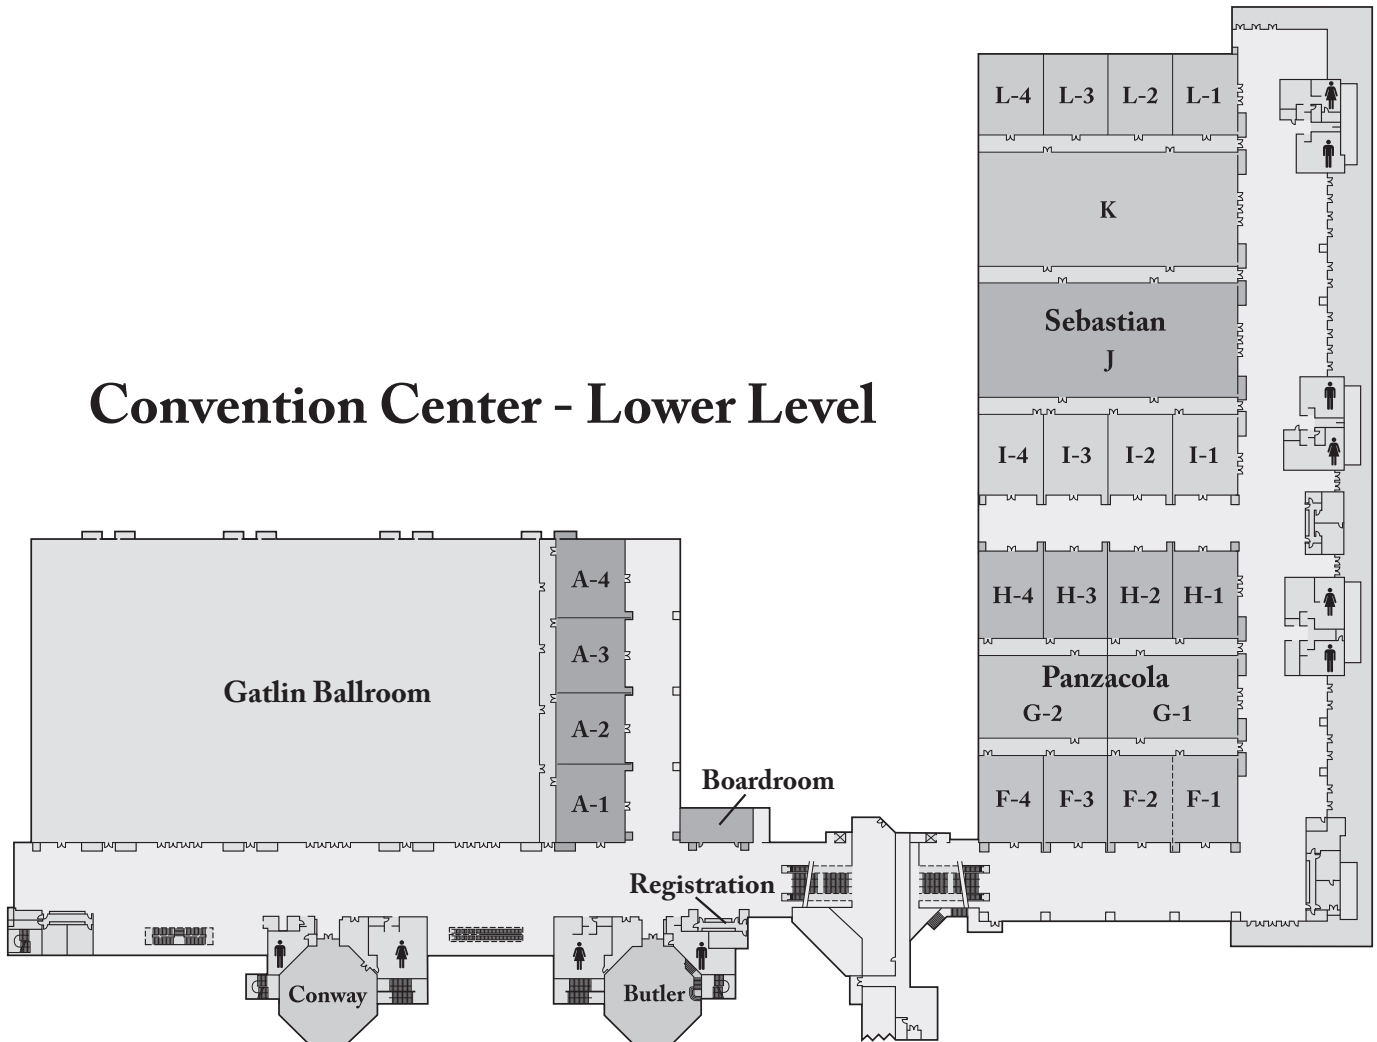 L-4 L-3 L-2 L-1
K
Sebastian
J
Convention Center - Lower Level
I-4 I-3 I-2 I-1
A-4
H-4 H-3 H-2 H-1
A-3
Gatlin Ballroom
Panzacola
G-2 G-1
A-2
Boardroom
A-1
F-4 F-3 F-2 F-1
Registration
Conway
Butler